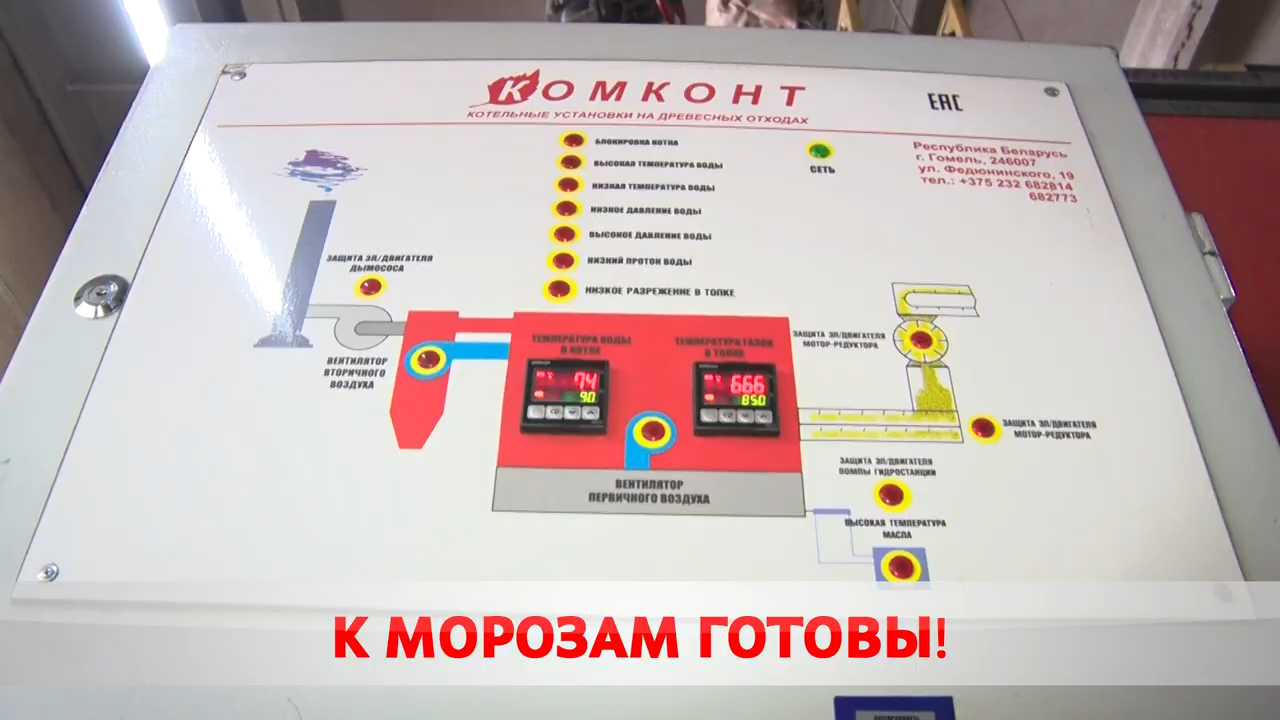 КОМКОНТ
КОТЕЛЬНЫЕ УСТАНОВКИ НА ДРЕВЕСНЫХ ОТХОДАХ
EAC
БЛОКИРОВКА КОТЛА
ВЫСОКАЯ ТЕМПЕРАТУРА ВОДЫ
НИЗКАЯ ТЕМПЕРАТУРА ВОДЫ
НИЗКОЕ ДАВЛЕНИЕ ВОДЫ
ВЫСОКОЕ ДАВЛЕНИЕ ВОДЫ
НИЗКИЙ ПРОТОК ВОДЫ
НИЗКОЕ РАЗРЕЖЕНИЕ В ТОПКЕ
СЕТЬ
Республика Беларусь
г. Гомель, 246007
ул. Федюнинского, 19
тел.: +375 232 682814
682773
ЗАЩИТА ЭЛ/ДВИГАТЕЛЯ
ДЫМОСОСА
ВЕНТИЛЯТОР
ВТОРИЧНОГО
ВОЗДУХА
ТЕМПЕРАТУРА ВОДЫ
В КОТЛЕ
74
90
ТЕМПЕРАТУРА ГАЗОВ
В ТОПКЕ
666
850
ЗАЩИТА ЭЛ/ДВИГАТЕЛЯ
МОТОР-РЕДУКТОРА
ЗАЩИТА ЭЛ/ДВИГАТЕЛЯ
МОТОР-РЕДУКТОРА
ВЕНТИЛЯТОР
ПЕРВИЧНОГО ВОЗДУХА
ЗАЩИТА ЭЛ/ДВИГАТЕЛЯ
ПОМПЫ ГИДРОСТАНЦИИ
ВЫСОКАЯ ТЕМПЕРАТУРА
МАСЛА
К МОРОЗАМ ГОТОВЫ!